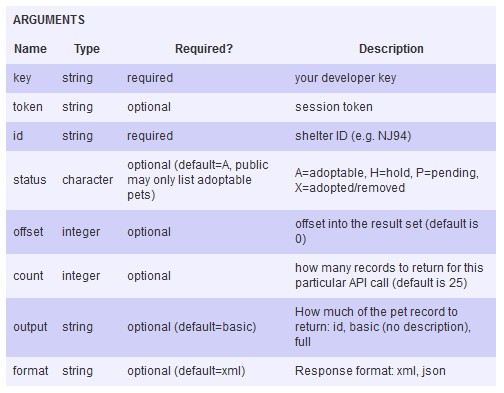 ARGUMENTS
Name Type Required? Description
key string required your developer key
token string optional session token
id string required shelter ID (e.g. NJ94)
status character optional (default=A, public may only list adoptable pets) A=adoptable, H=hold, P=pending, X=adopted/removed
offset integer optional offset into the result set (default is 0)
count integer optional how many records to return for this particular API call (default is 25)
output string optional (default=basic) How much of the pet record to return: id, basic (no description), full
format string optional (default=xml) Response format: xml, json